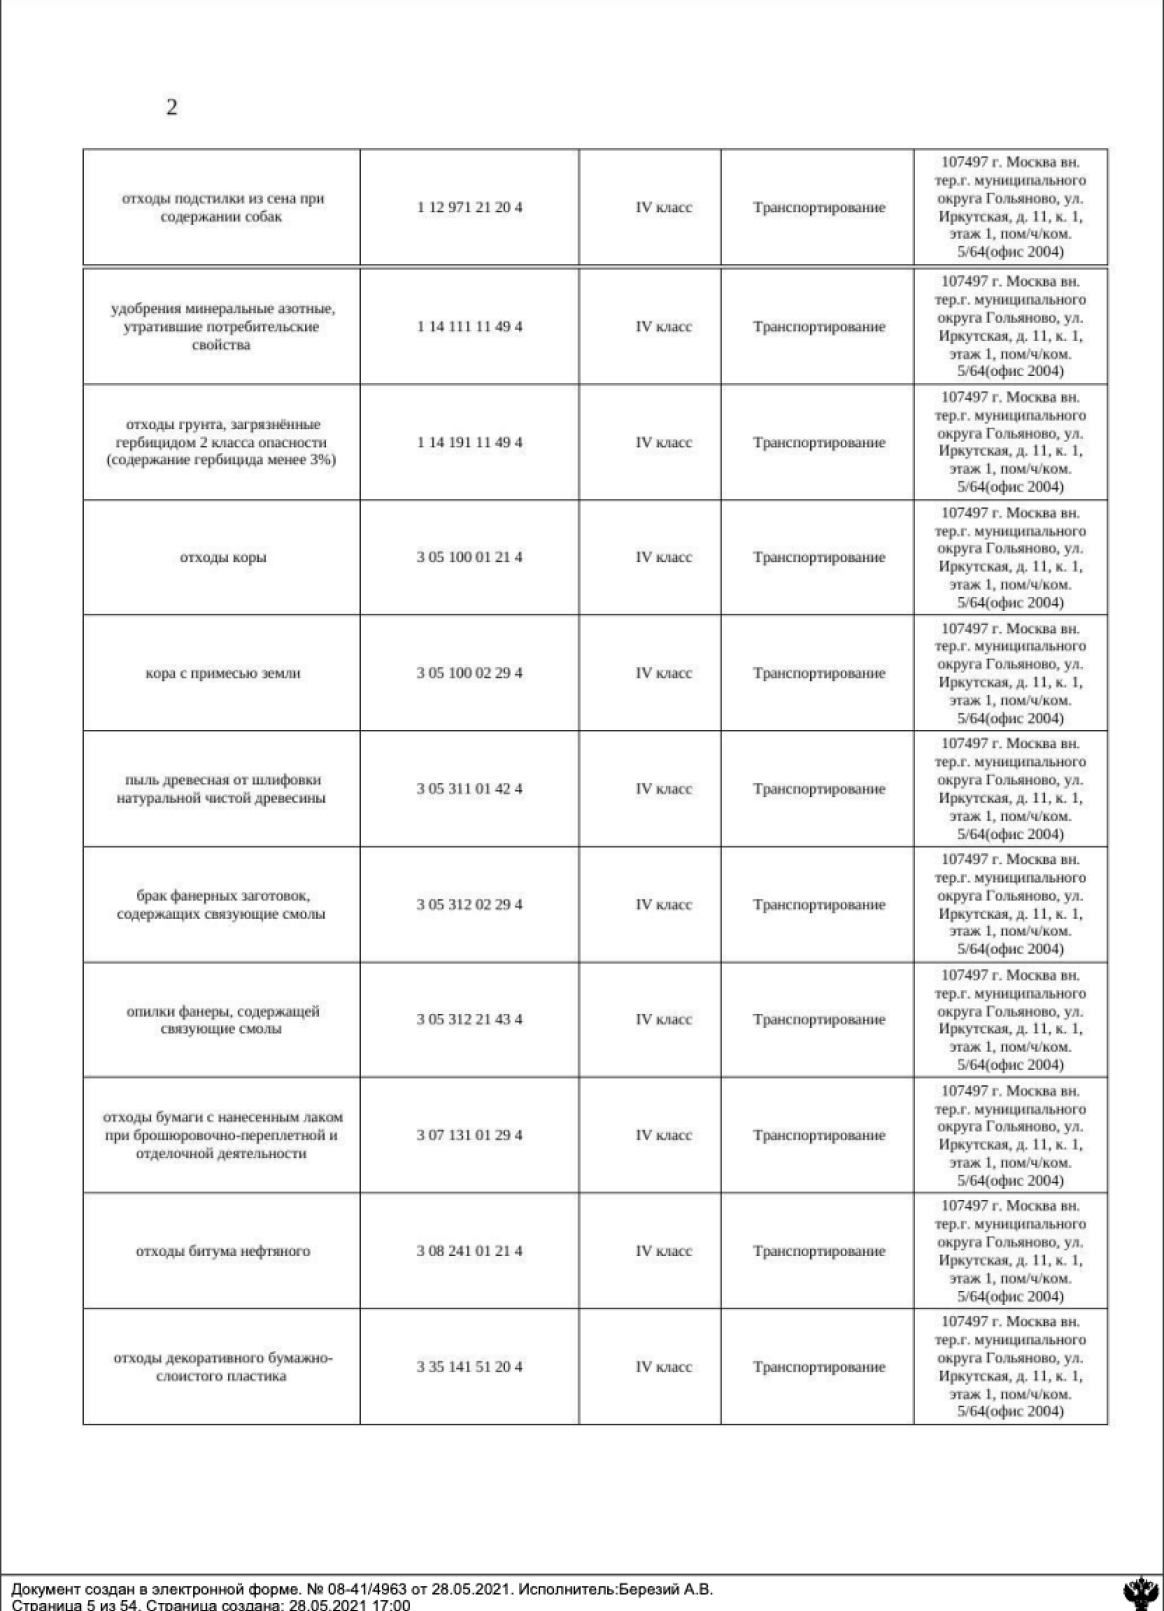 2
отходы подстилки из сена при
содержании собак
1 12 971 21 20 4
IV класс
Транспортирование
107497 г. Москва вн.
тер.г. муниципального
округа Гольяново, ул.
Иркутская, д. 11, к. 1,
этаж 1, пом/ч/ком.
5/64(офис 2004)
удобрения минеральные азотные,
утратившие потребительские
свойства
1 14 111 11 49 4
IV класс
Транспортирование
107497 г. Москва вн.
тер.г. муниципального
округа Гольяново, ул.
Иркутская, д. 11, к. 1,
этаж 1, пом/ч/ком.
5/64(офис 2004)
отходы грунта, загрязнённые
гербицидом 2 класса опасности
(содержание гербицида менее 3%)
1 14 191 11 49 4
IV класс
Транспортирование
107497 г. Москва вн.
тер.г. муниципального
округа Гольяново, ул.
Иркутская, д. 11, к. 1,
этаж 1, пом/ч/ком.
5/64(офис 2004)
отходы коры
3 05 100 01 21 4
IV класс
Транспортирование
107497 г. Москва вн.
тер.г. муниципального
округа Гольяново, ул.
Иркутская, д. 11, к. 1,
этаж 1, пом/ч/ком.
5/64(офис 2004)
кора с примесью земли
3 05 100 02 29 4
IV класс
Транспортирование
107497 г. Москва вн.
тер.г. муниципального
округа Гольяново, ул.
Иркутская, д. 11, к. 1,
этаж 1, пом/ч/ком.
5/64(офис 2004)
пыль древесная от шлифовки
натуральной чистой древесины
3 05 311 01 42 4
IV класс
Транспортирование
107497 г. Москва вн.
тер.г. муниципального
округа Гольяново, ул.
Иркутская, д. 11, к. 1,
этаж 1, пом/ч/ком.
5/64(офис 2004)
брак фанерных заготовок,
содержащих связующие смолы
3 05 312 02 29 4
IV класс
Транспортирование
107497 г. Москва вн.
тер.г. муниципального
округа Гольяново, ул.
Иркутская, д. 11, к. 1,
этаж 1, пом/ч/ком.
5/64(офис 2004)
опилки фанеры, содержащей
связующие смолы
3 05 312 21 43 4
IV класс
Транспортирование
107497 г. Москва вн.
тер.г. муниципального
округа Гольяново, ул.
Иркутская, д. 11, к. 1,
этаж 1, пом/ч/ком.
5/64(офис 2004)
отходы бумаги с нанесенным лаком
при брошюровочно-переплетной и
отделочной деятельности
3 07 131 01 29 4
IV класс
Транспортирование
107497 г. Москва вн.
тер.г. муниципального
округа Гольяново, ул.
Иркутская, д. 11, к. 1,
этаж 1, пом/ч/ком.
5/64(офис 2004)
отходы битума нефтяного
3 08 241 01 21 4
IV класс
Транспортирование
107497 г. Москва вн.
тер.г. муниципального
округа Гольяново, ул.
Иркутская, д. 11, к. 1,
этаж 1, пом/ч/ком.
5/64(офис 2004)
отходы декоративного бумажно-
слоистого пластика
3 35 141 51 20 4
IV класс
Транспортирование
107497 г. Москва вн.
тер.г. муниципального
округа Гольяново, ул.
Иркутская, д. 11, к. 1,
этаж 1, пом/ч/ком.
5/64(офис 2004)
Документ создан в электронной форме. № 08-41/4963 от 28.05.2021. Исполнитель:Березий А.В.
Страница 5 из 54. Страница создана: 28.05.2021 17:00